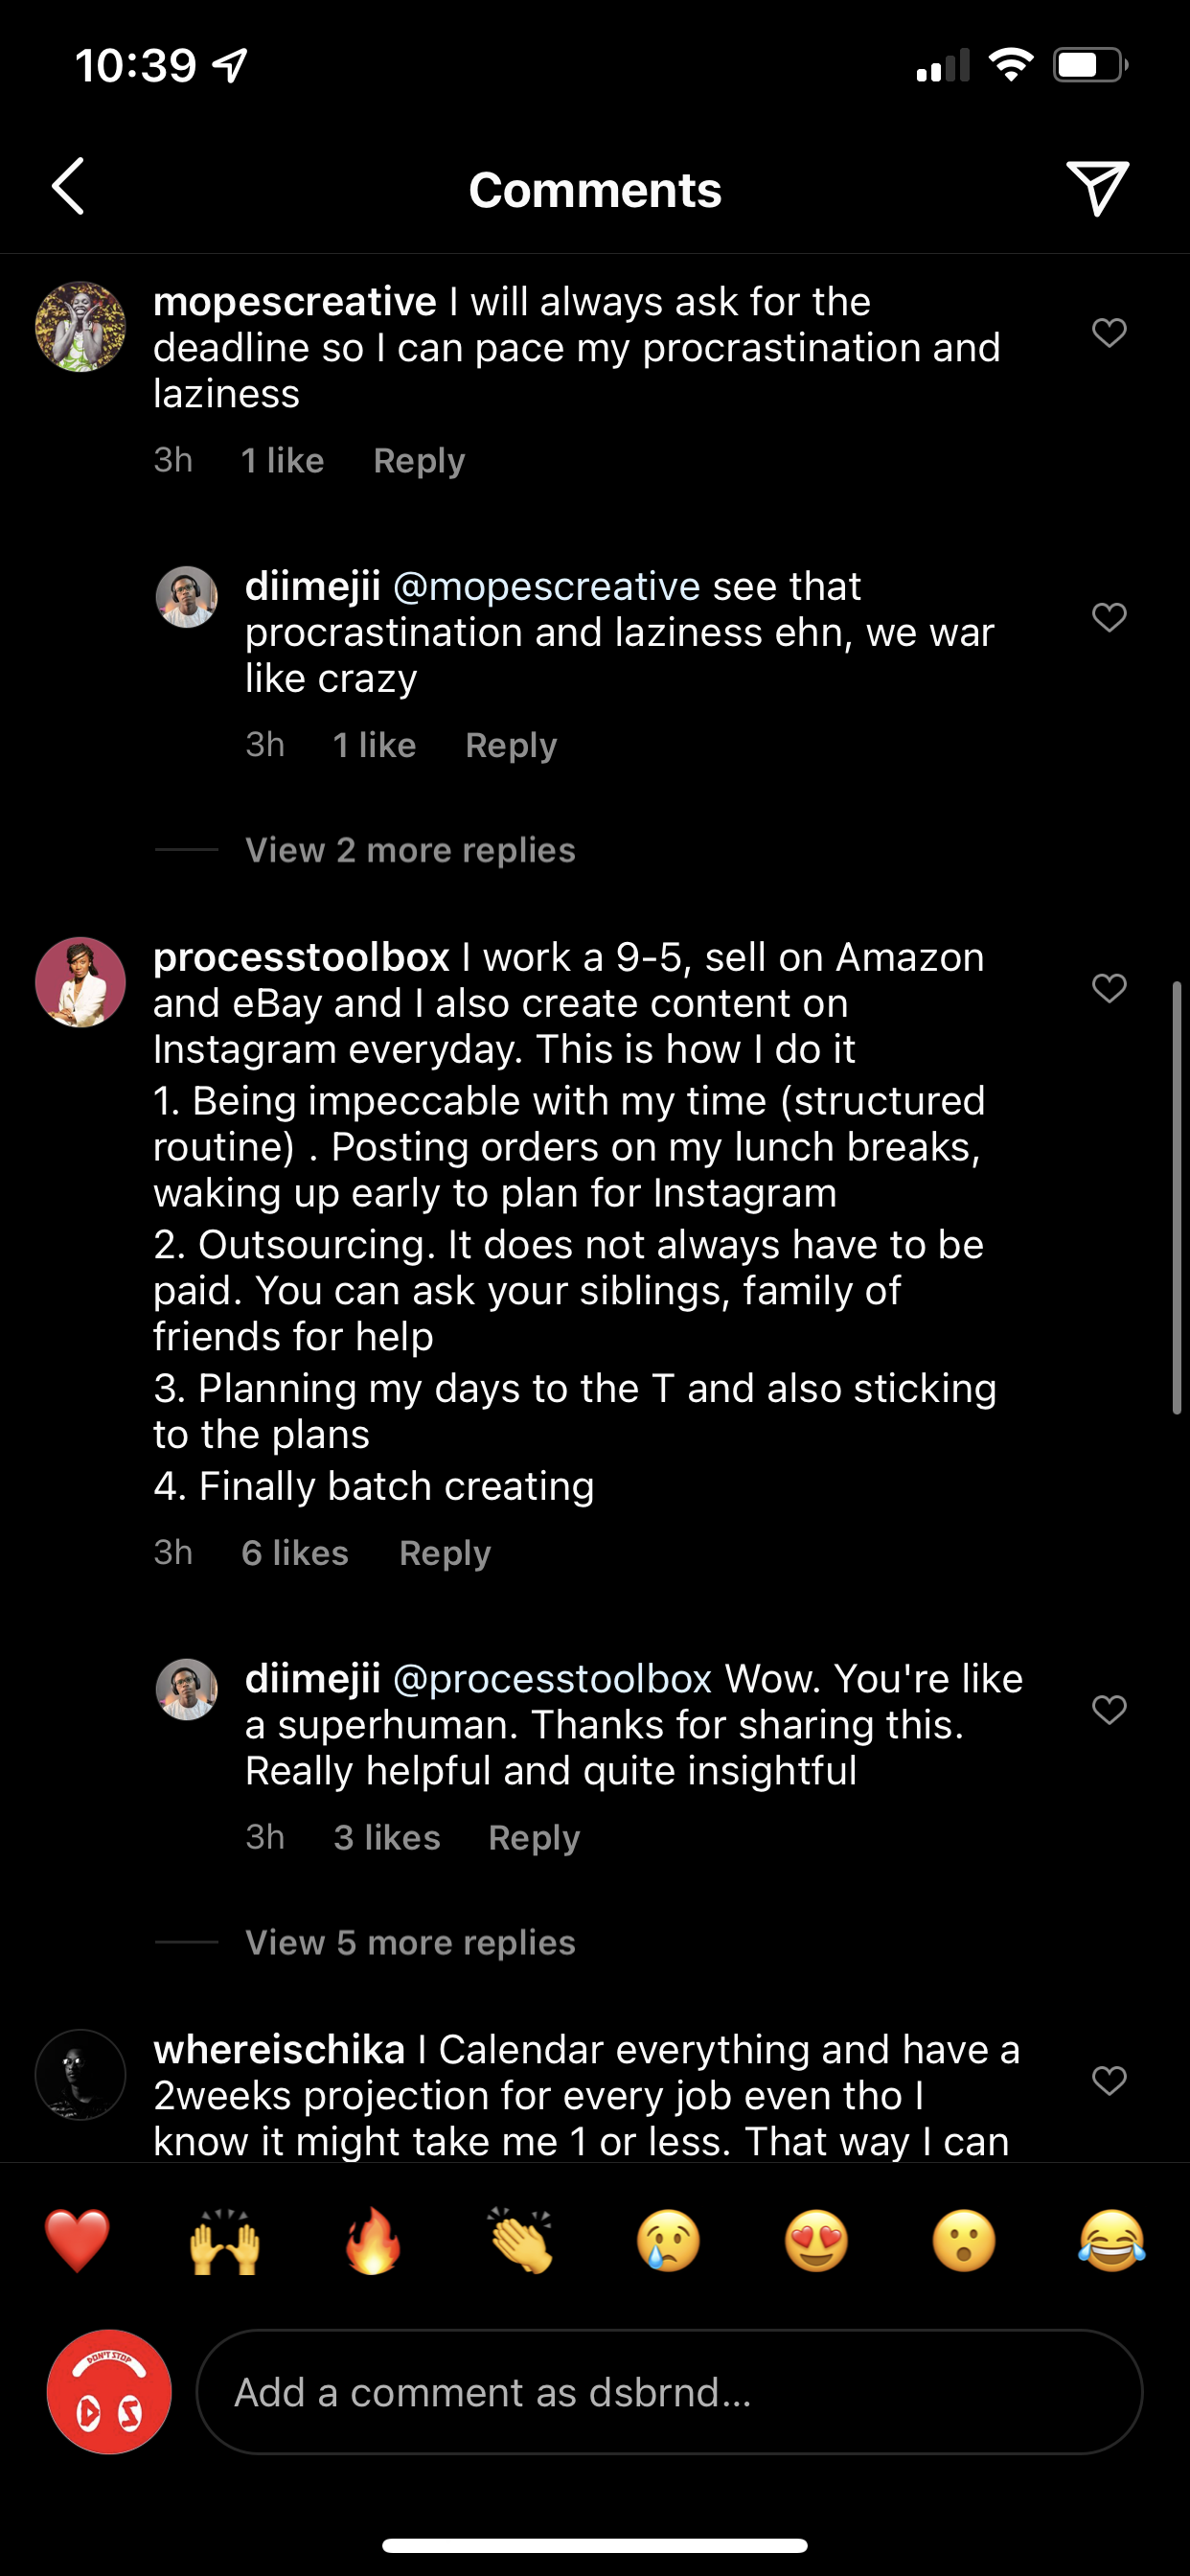 10:39
Comments
mopescreative I will always ask for the
deadline so I can pace my procrastination and
laziness
3h 1 like Reply
diimejii @mopescreative see that
procrastination and laziness ehn, we war
like crazy
3h 1 like Reply
View 2 more replies
processtoolbox I work a 9-5, sell on Amazon
and eBay and I also create content on
Instagram everyday. This is how I do it
1. Being impeccable with my time (structured
routine) . Posting orders on my lunch breaks,
waking up early to plan for Instagram
2. Outsourcing. It does not always have to be
paid. You can ask your siblings, family of
friends for help
3. Planning my days to the T and also sticking
to the plans
4. Finally batch creating
3h 6 likes Reply
diimejii @processtoolbox Wow. You're like
a superhuman. Thanks for sharing this.
Really helpful and quite insightful
3h 3 likes Reply
View 5 more replies
whereischika I Calendar everything and have a
2weeks projection for every job even tho I
know it might take me 1 or less. That way I can
DON'T STOP
D S
Add a comment as dsbrnd...